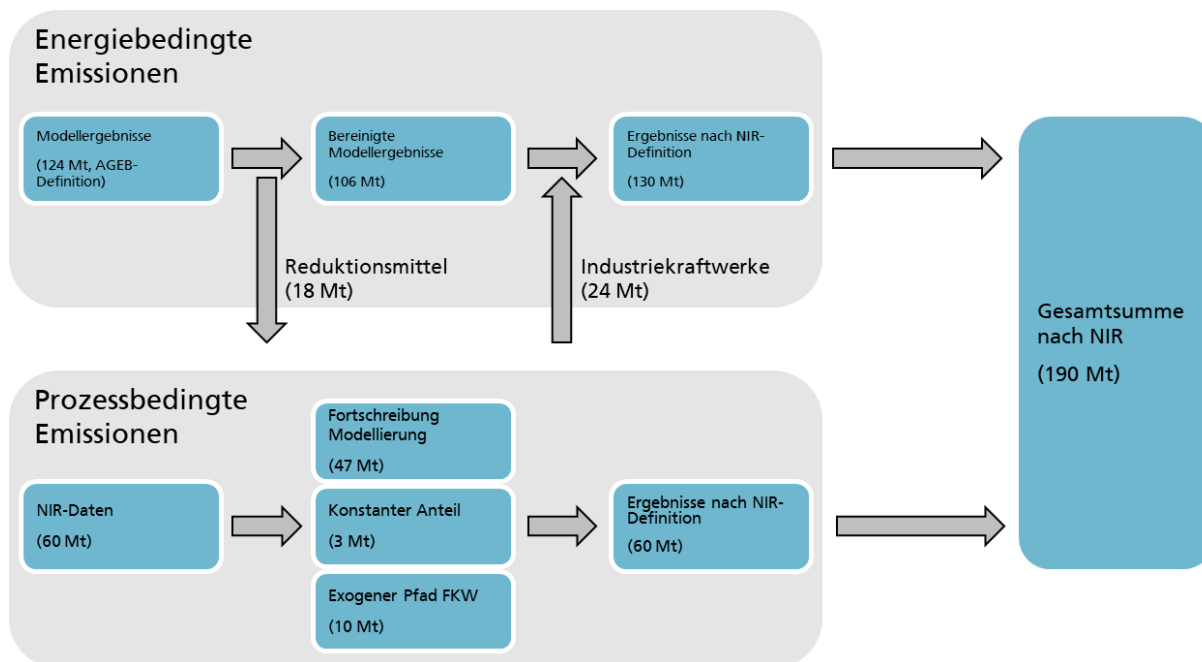 Energiebedingte
Emissionen
Modellergebnisse
(124 Mt, AGEB-
Definition)
Bereinigte
Modellergebnisse
(106 Mt)
Ergebnisse nach NIR-
Definition
(130 Mt)
Reduktionsmittel
(18 Mt)
Industriekraftwerke
(24 Mt)
Gesamtsumme
nach NIR
(190 Mt)
Prozessbedingte
Emissionen
NIR-Daten
(60 Mt)
Fortschreibung
Modellierung
(47 Mt)
Konstanter Anteil
(3 Mt)
Exogener Pfad FKW
(10 Mt)
Ergebnisse nach NIR-
Definition
(60 Mt)